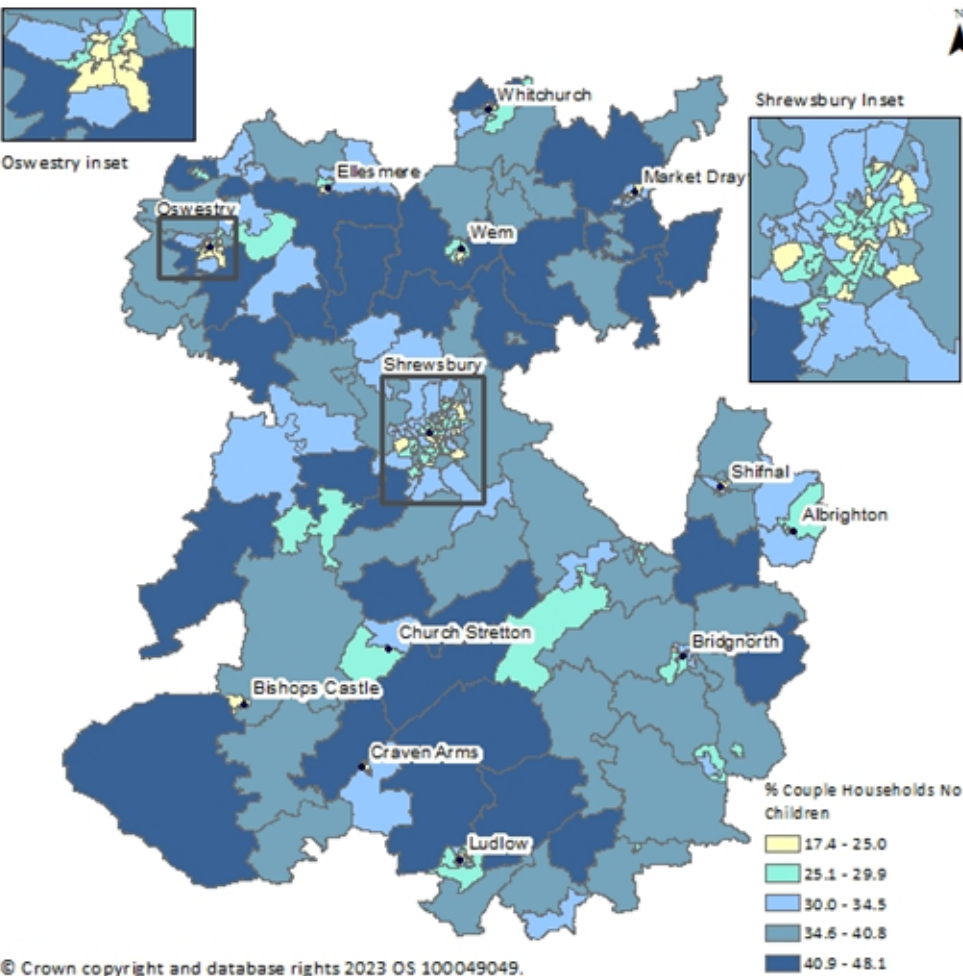 N
Whitchurch
Shrewsbury Inset
Oswestry inset
Ellesmere
Market Dray
Oswestry
Wem
Shrewsbury
Shifnal
Albrighton
Church Stretton
Bridgnorth
Bishops Castle
Craven Arms
Ludlow
% Couple Households No
Children
17.4 - 25.0
25.1 - 29.9
30.0 - 34.5
34.6 - 40.8
40.9 - 48.1
© Crown copyright and database rights 2023 OS 100049049.